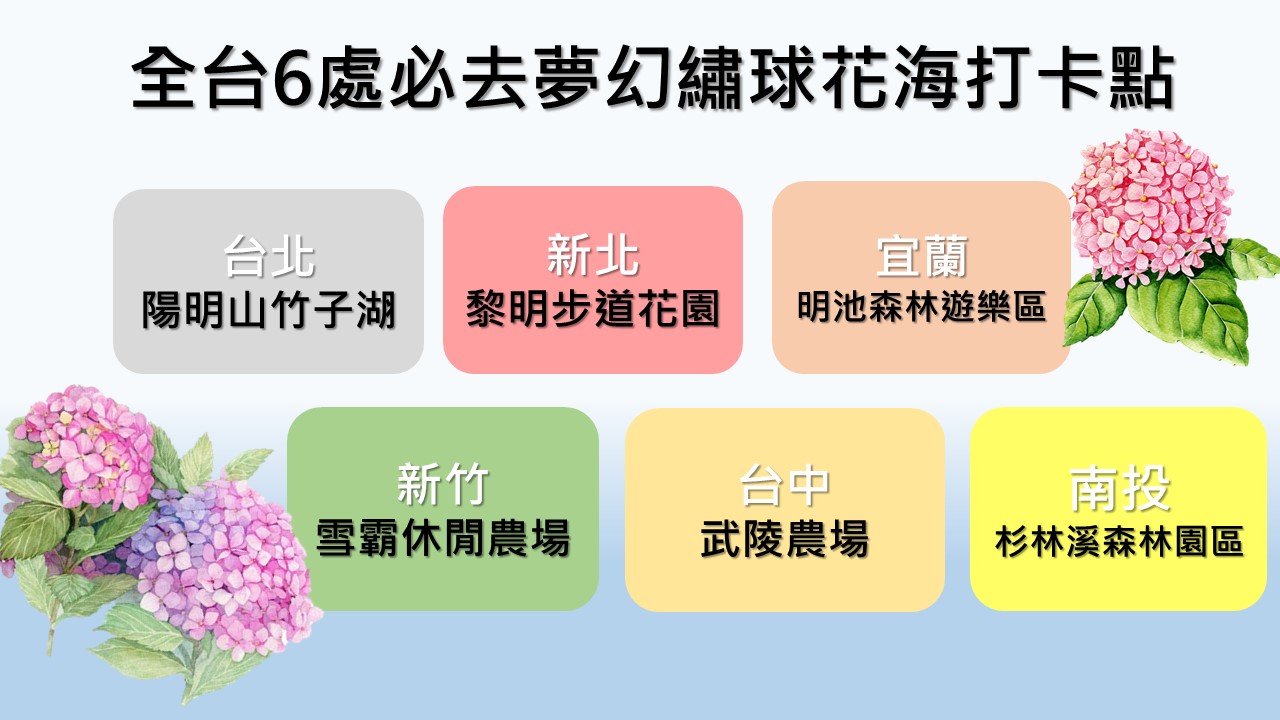 全台6處必去夢幻繡球花海打卡點
台北
陽明山竹子湖
新北
黎明步道花園
宜蘭
明池森林遊樂區
新竹
雪霸休閒農場
台中
武陵農場
南投
杉林溪森林園區